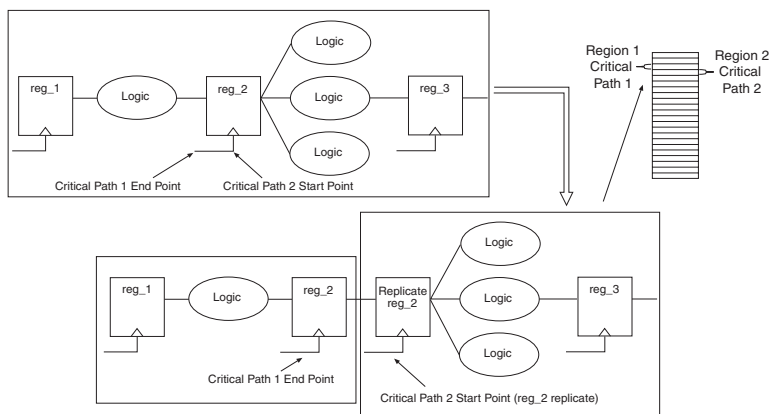 Logic
reg_1
Logic
reg_2
Logic
reg_3
Logic
Critical Path 1 End Point
Critical Path 2 Start Point
Region 1
Critical
Path 1
Region 2
Critical
Path 2
reg_1
Logic
reg_2
Replicate
reg_2
Logic
Logic
Logic
reg_3
Critical Path 1 End Point
Critical Path 2 Start Point (reg_2 replicate)